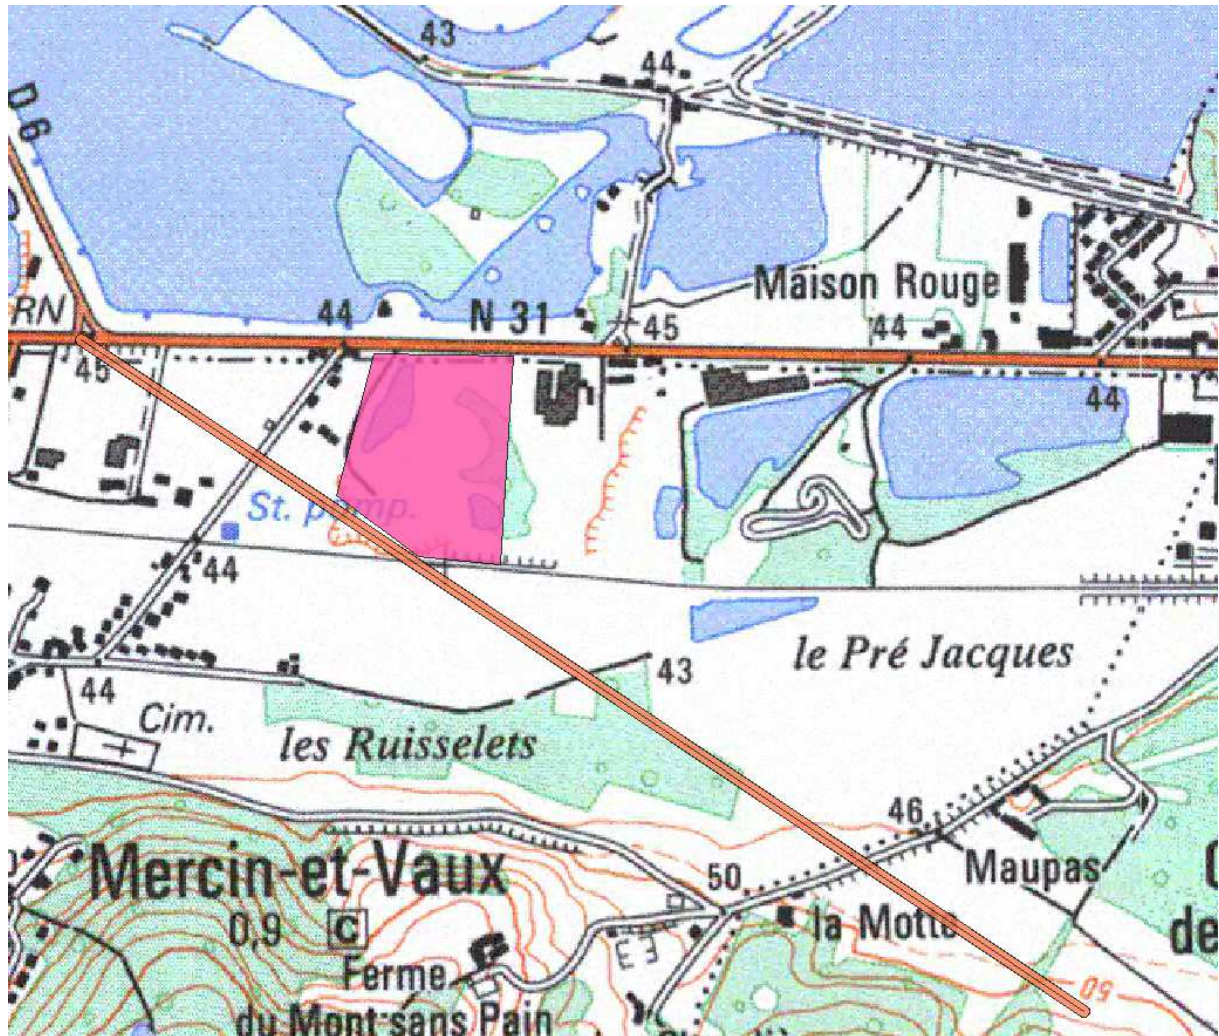 43
44
D 6
Maison Rouge
RN
44
N 31
45
44
45
44
St. pomp.
44
le Pré Jacques
43
44
Cim.
les Ruisselets
46
Mercin-et-Vaux
50
Maupas
la Motte
0,9 C
de
Ferme
50
du Mont sans Pain